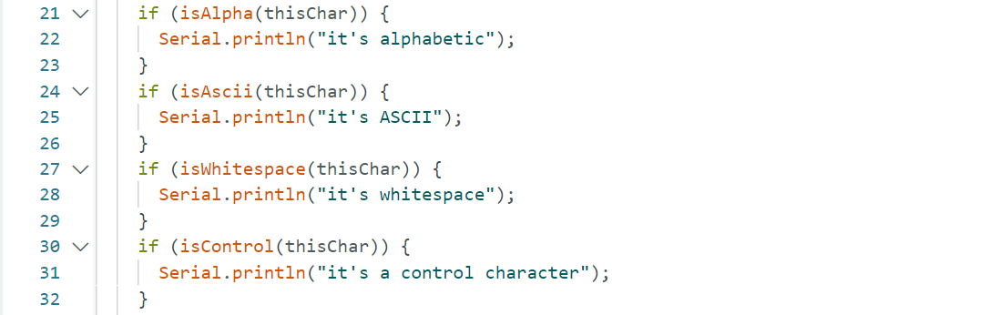 21 if (isAlpha(thisChar)) {
22 Serial.println("it's alphabetic");
23 }
24 if (isAscii(thisChar)) {
25 Serial.println("it's ASCII");
26 }
27 if (isWhitespace(thisChar)) {
28 Serial.println("it's whitespace");
29 }
30 if (isControl(thisChar)) {
31 Serial.println("it's a control character");
32 }